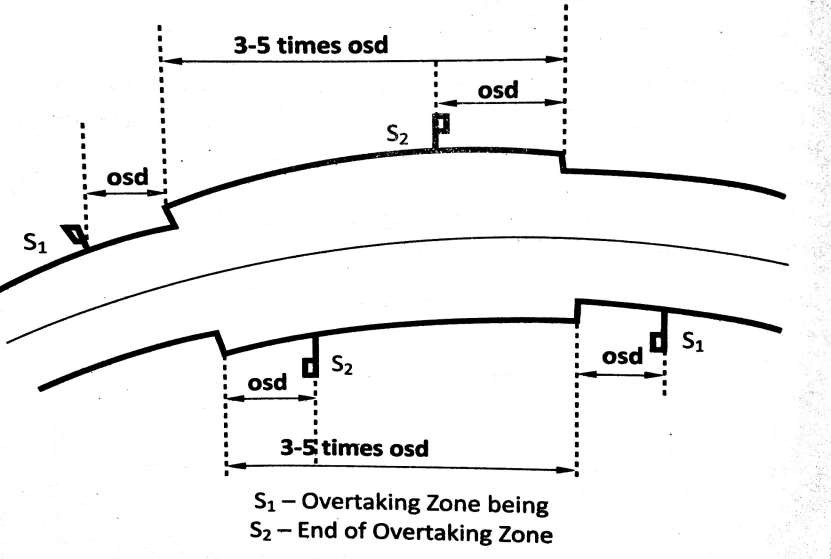 3-5 times osd
osd
S₂
osd
S₁
S₁
osd
S₂
osd
3-5 times osd
S₁ – Overtaking Zone being
S₂ – End of Overtaking Zone